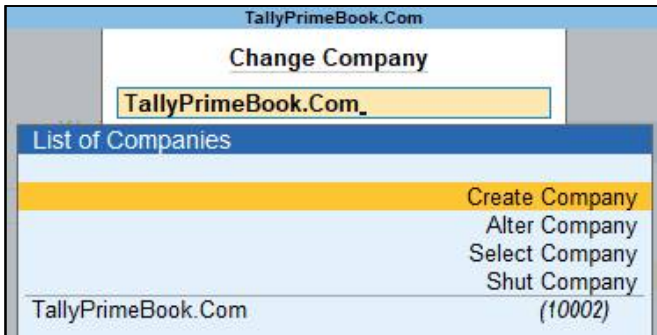 TallyPrimeBook.Com
Change Company
TallyPrimeBook.Com
List of Companies
Create Company
Alter Company
Select Company
Shut Company
TallyPrimeBook.Com (10002)